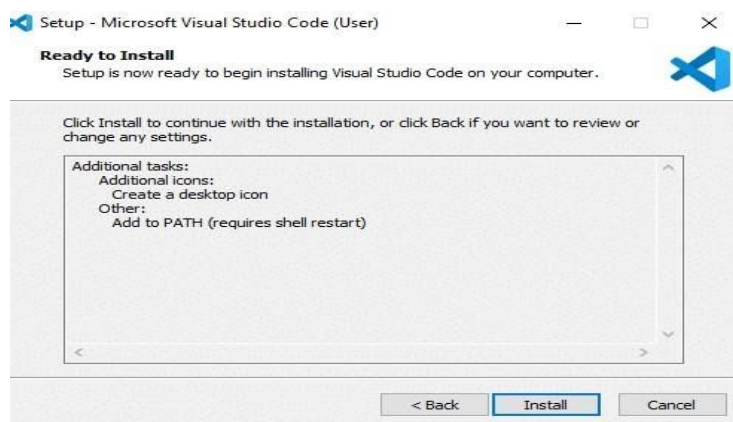 Setup - Microsoft Visual Studio Code (User)
Ready to Install
Setup is now ready to begin installing Visual Studio Code on your computer.
Click Install to continue with the installation, or click Back if you want to review or
change any settings.
Additional tasks:
Additional icons:
Create a desktop icon
Other:
Add to PATH (requires shell restart)
< Back
Install
Cancel